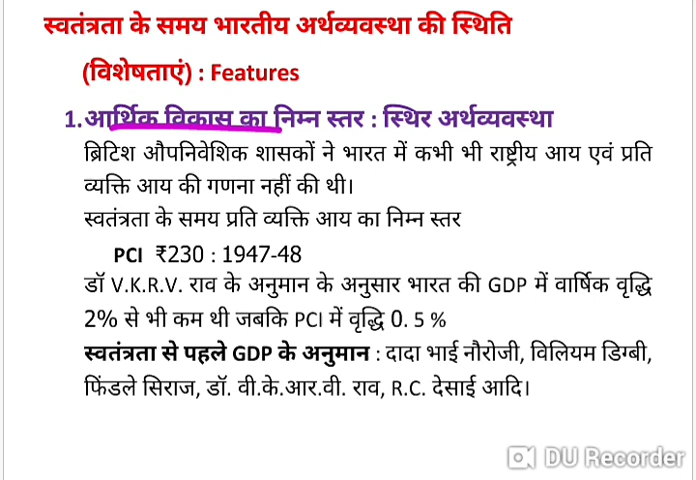 स्वतंत्रता के समय भारतीय अर्थव्यवस्था की स्थिति
(विशेषताएं) : Features
1.आर्थिक विकास का निम्न स्तर : स्थिर अर्थव्यवस्था
ब्रिटिश औपनिवेशिक शासकों ने भारत में कभी भी राष्ट्रीय आय एवं प्रति
व्यक्ति आय की गणना नहीं की थी।
स्वतंत्रता के समय प्रति व्यक्ति आय का निम्न स्तर
PCI ₹230 : 1947-48
डॉ V.K.R.V. राव के अनुमान के अनुसार भारत की GDP में वार्षिक वृद्धि
2% से भी कम थी जबकि PCI में वृद्धि 0. 5 %
स्वतंत्रता से पहले GDP के अनुमान : दादा भाई नौरोजी, विलियम डिग्बी,
फिंडले सिराज, डॉ. वी.के.आर.वी. राव, R.C. देसाई आदि।
DU Recorder